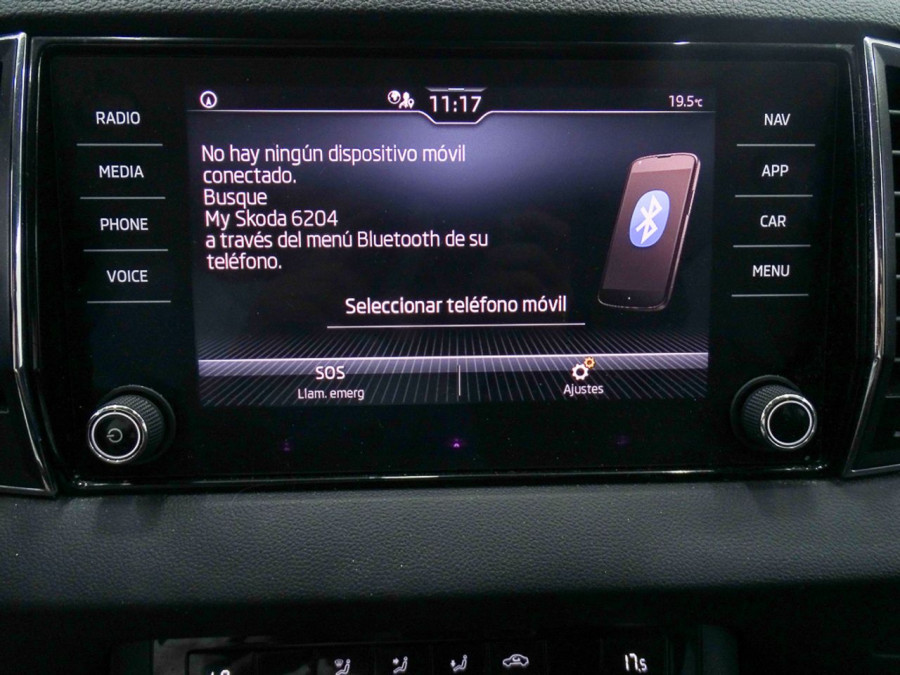 11:17
19.5°C
RADIO
MEDIA
PHONE
VOICE
No hay ningún dispositivo móvil
conectado.
Busque
My Skoda 6204
a través del menú Bluetooth de su
teléfono.
Seleccionar teléfono móvil
SOS
Llam. emerg
Ajustes
NAV
APP
CAR
MENU
17.5